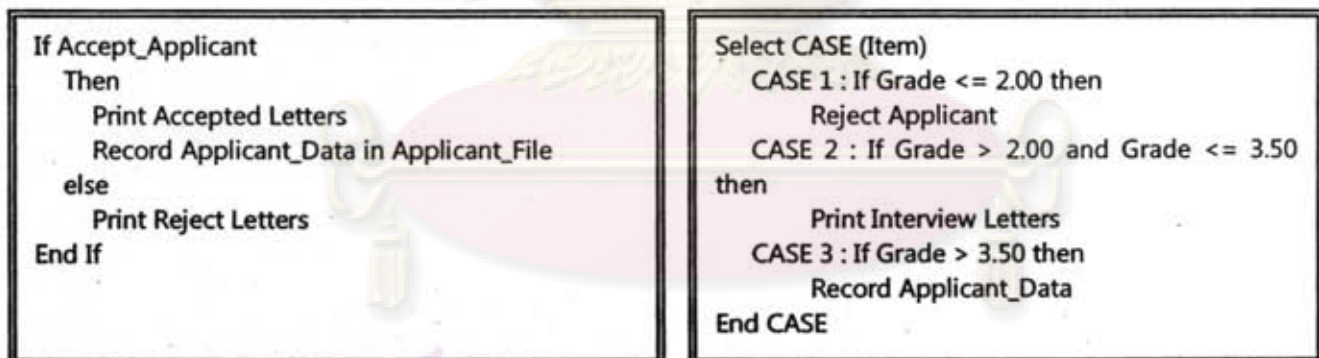 If Accept_Applicant
Then
Print Accepted Letters
Record Applicant_Data in Applicant_File
else
Print Reject Letters
End If
Select CASE (Item)
CASE 1 : If Grade <= 2.00 then
Reject Applicant
CASE 2 : If Grade > 2.00 and Grade <= 3.50
then
Print Interview Letters
CASE 3 : If Grade > 3.50 then
Record Applicant_Data
End CASE